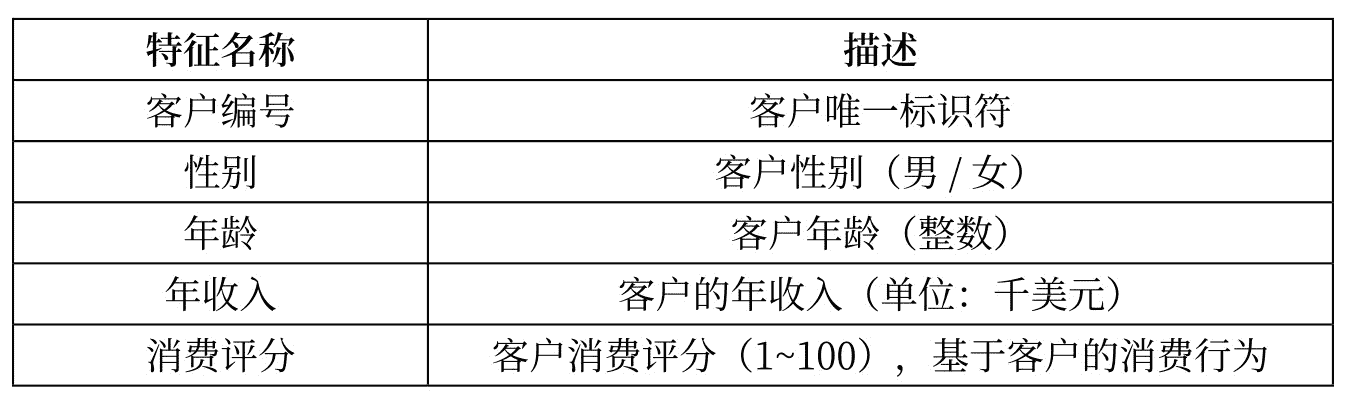 特征名称 描述
客户编号 客户唯一标识符
性别 客户性别（男 / 女）
年龄 客户年龄（整数）
年收入 客户的年收入（单位：千美元）
消费评分 客户消费评分（1~100），基于客户的消费行为